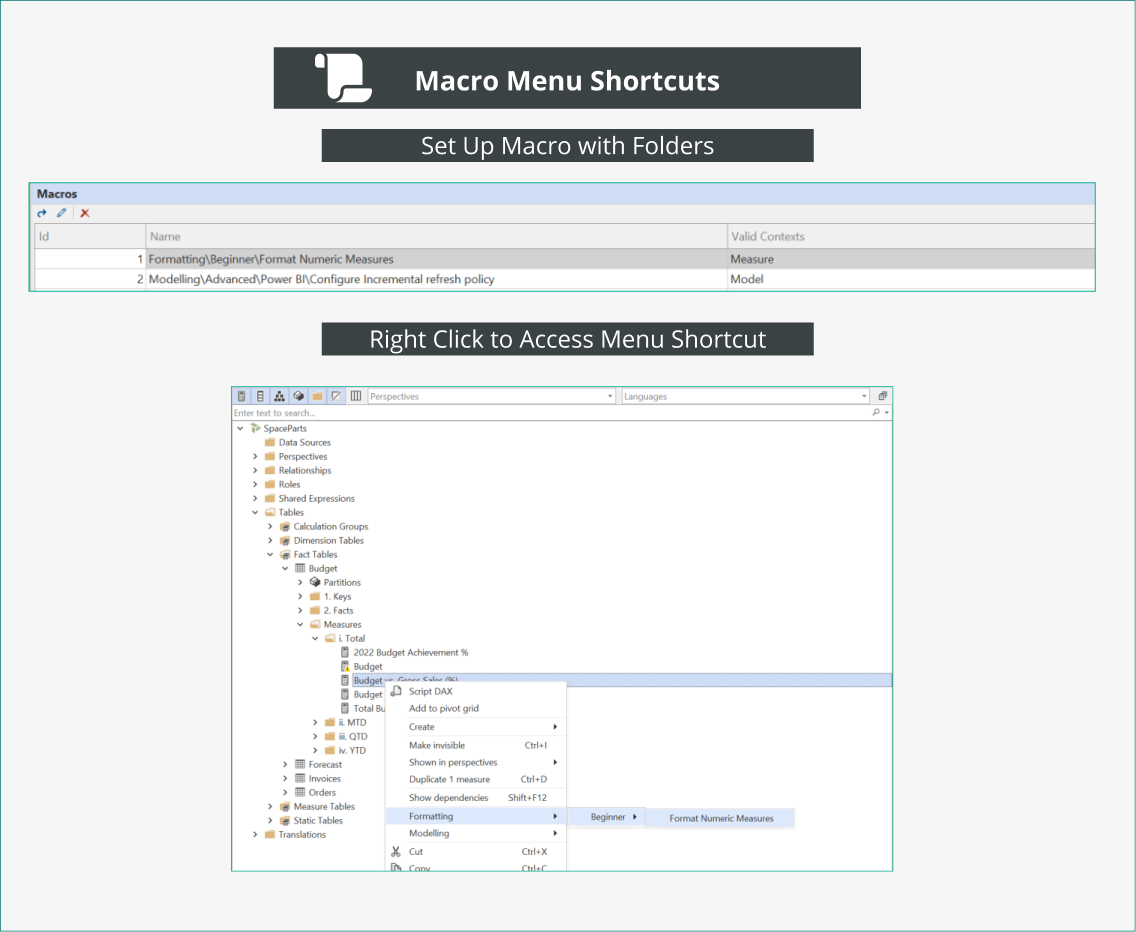 Macro Menu Shortcuts
Set Up Macro with Folders
Macros
Id Name Valid Contexts
1 Formatting\Beginner\Format Numeric Measures Measure
2 Modelling\Advanced\Power BI\Configure Incremental refresh policy Model
Right Click to Access Menu Shortcut
Perspectives Languages
Enter text to search...
SpaceParts
Data Sources
Perspectives
Relationships
Roles
Shared Expressions
Tables
Calculation Groups
Dimension Tables
Fact Tables
Budget
Partitions
1. Keys
2. Facts
Measures
i. Total
2022 Budget Achievement %
Budget
Budget vs. Gross Sales (%)
Budget
Total Bu
ii. MTD
iii. QTD
iv. YTD
Forecast
Invoices
Orders
Measure Tables
Static Tables
Translations
Script DAX
Add to pivot grid
Create
Make invisible Ctrl+I
Shown in perspectives
Duplicate 1 measure Ctrl+D
Show dependencies Shift+F12
Formatting Beginner Format Numeric Measures
Modelling
Cut Ctrl+X
Copy Ctrl+C